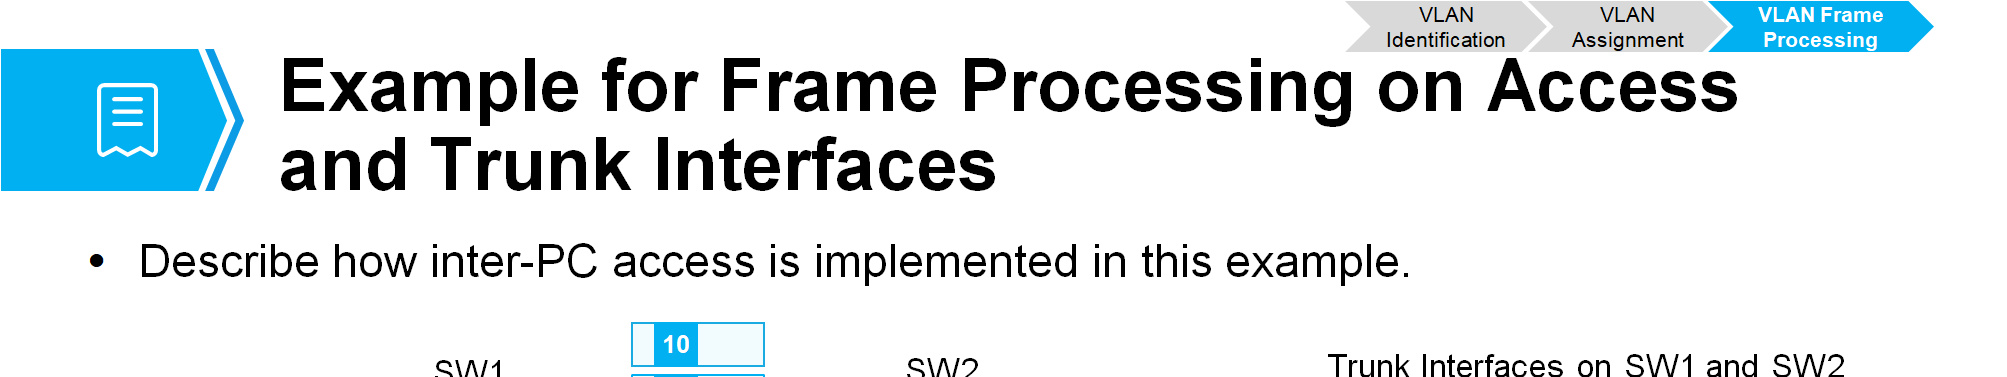 VLAN
Identification
VLAN
Assignment
VLAN Frame
Processing
Example for Frame Processing on Access
and Trunk Interfaces
• Describe how inter-PC access is implemented in this example.
10
SW1
SW2
Trunk Interfaces on SW1 and SW2